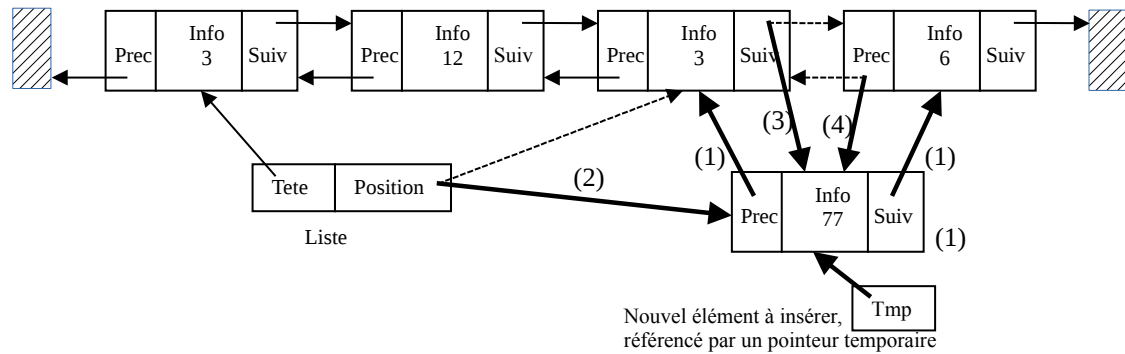 Prec Info 3 Suiv
Prec Info 12 Suiv
Prec Info 3 Suiv
Prec Info 6 Suiv
(3)
(4)
(1)
(1)
(2)
Tete Position
Liste
Prec Info 77 Suiv
(1)
Tmp
Nouvel élément à insérer,
référencé par un pointeur temporaire